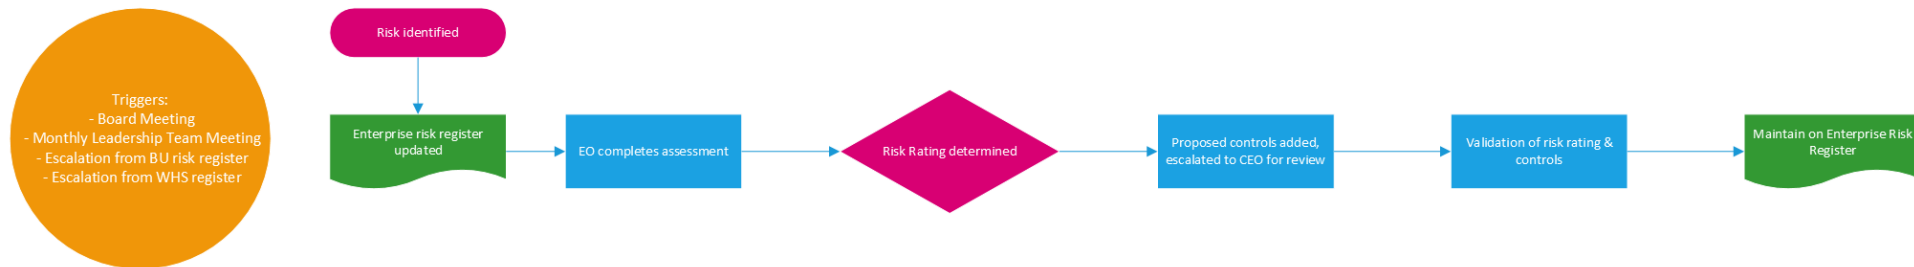 Triggers:
- Board Meeting
- Monthly Leadership Team Meeting
- Escalation from BU risk register
- Escalation from WHS register
Risk identified
Enterprise risk register
updated
EO completes assessment
Risk Rating determined
Proposed controls added,
escalated to CEO for review
Validation of risk rating &
controls
Maintain on Enterprise Risk
Register